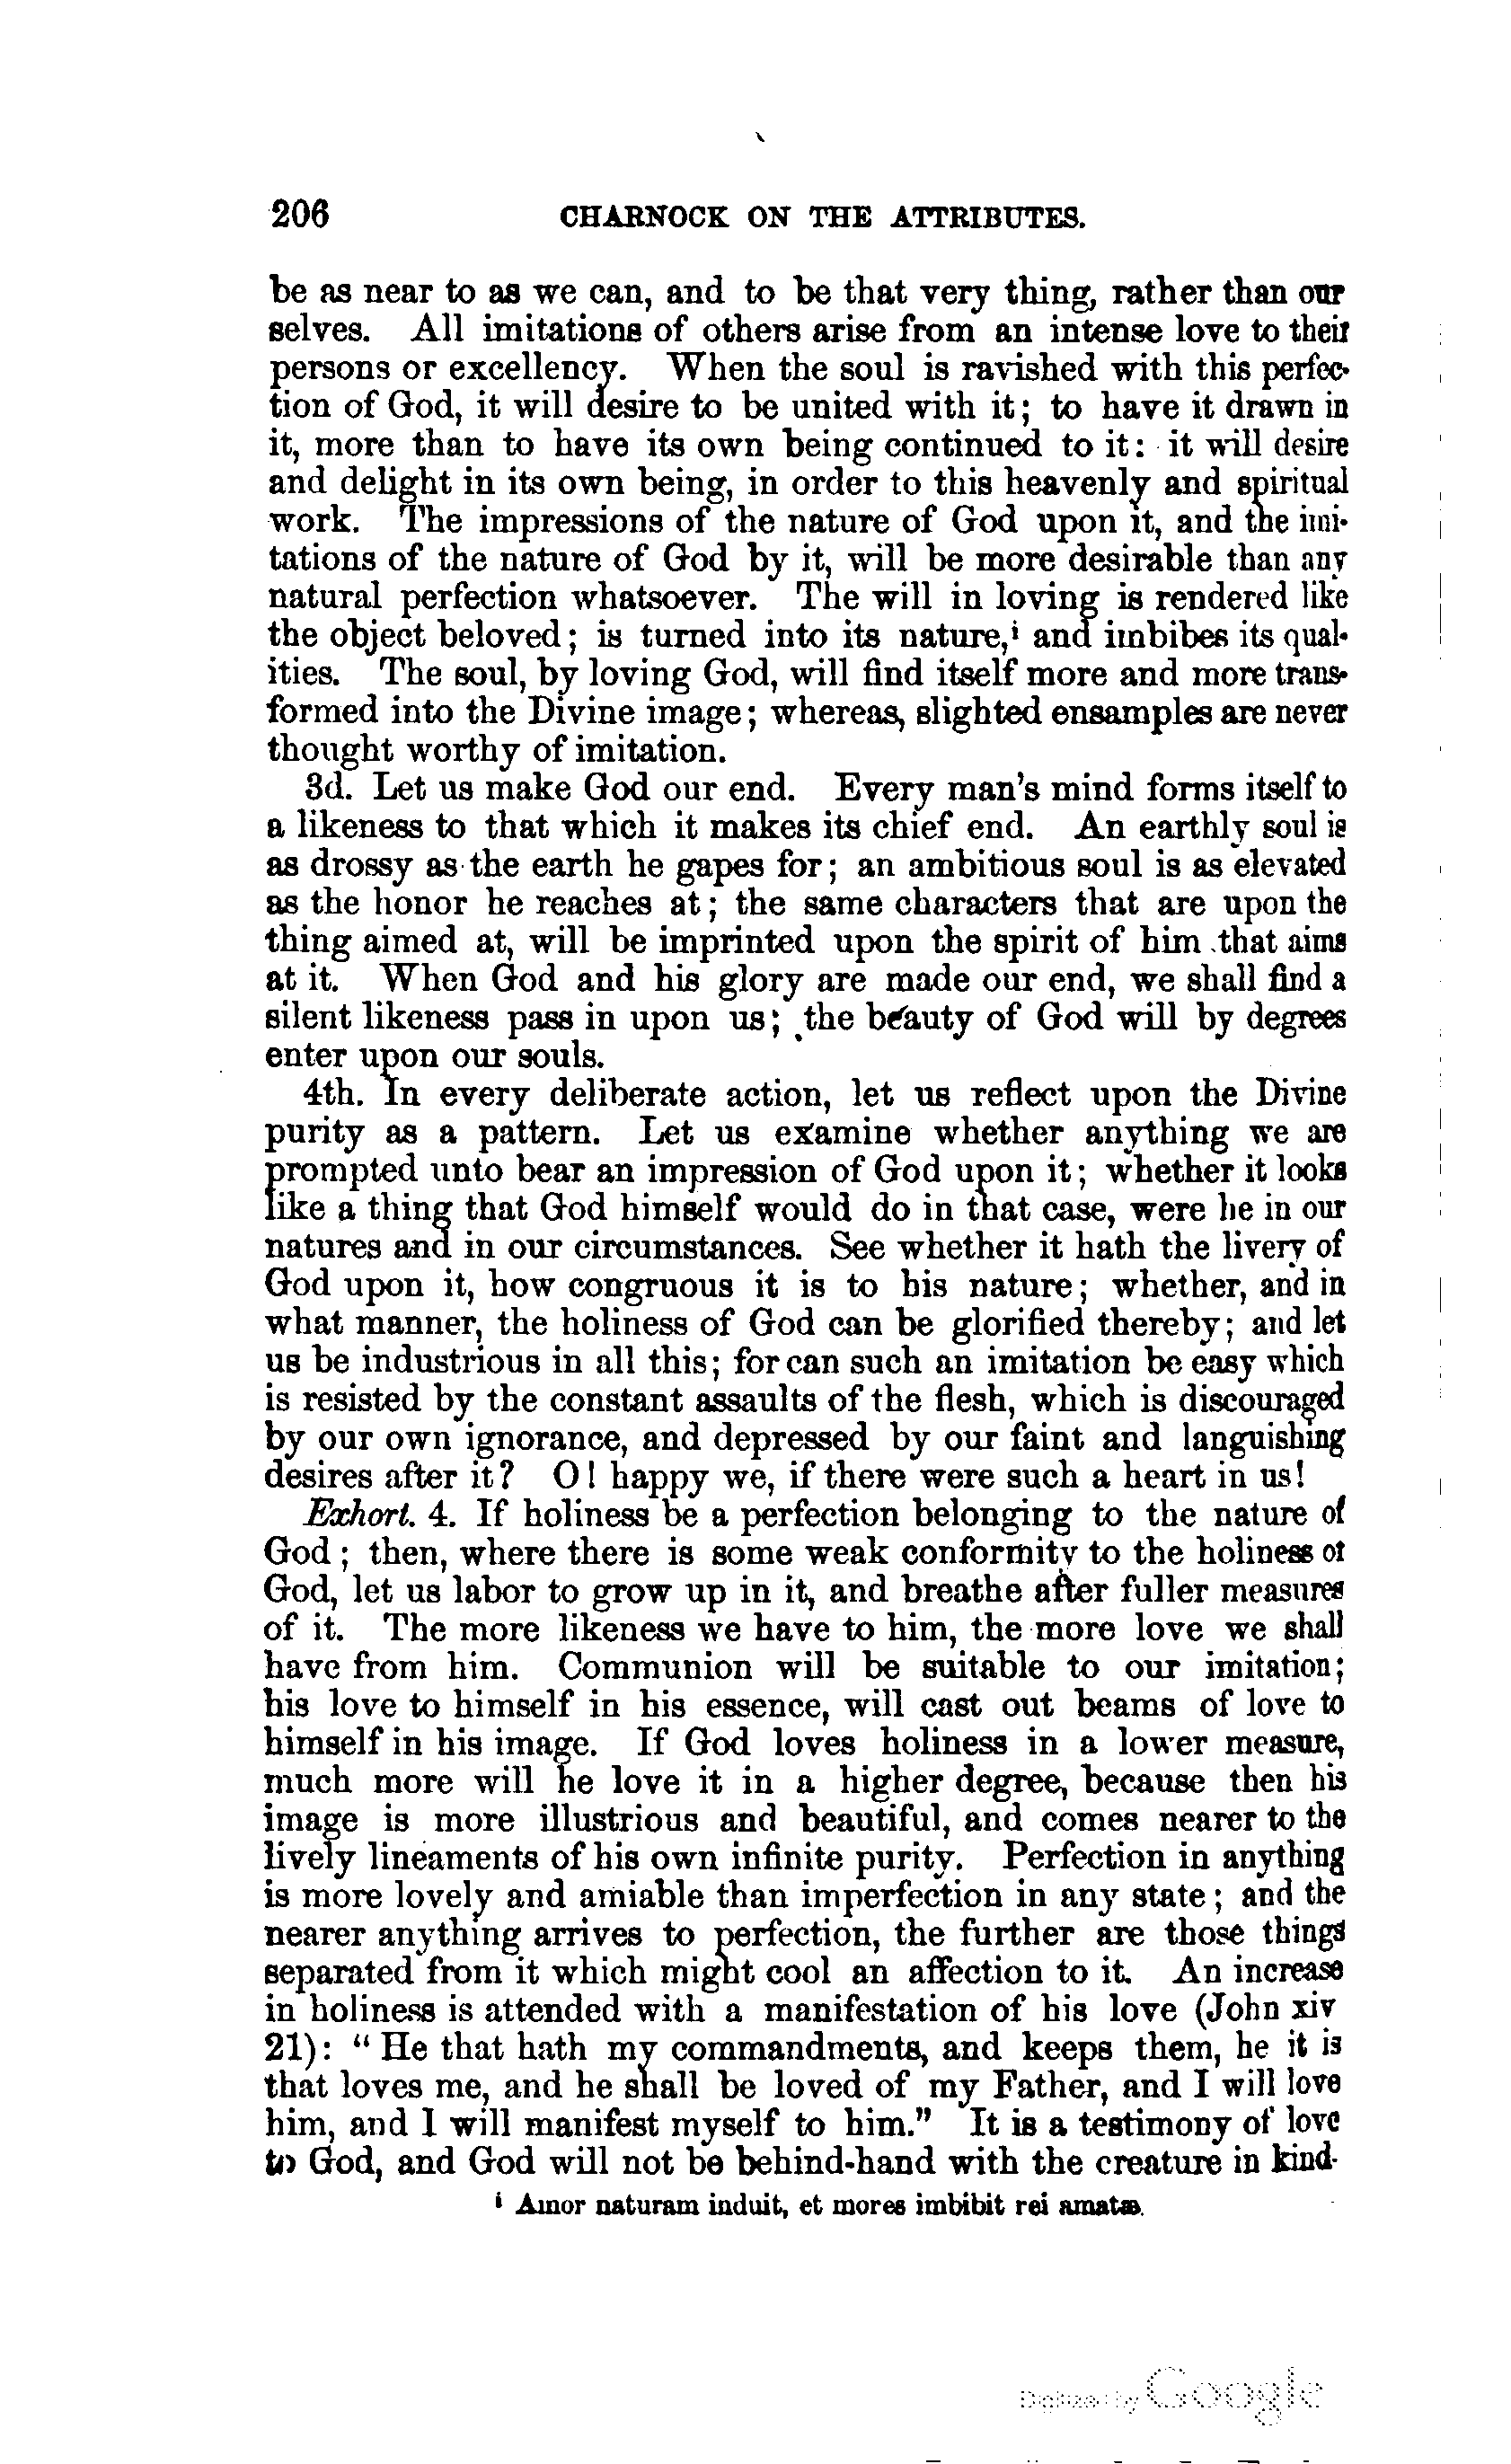 206 CHARNOCK ON THE ATTRIBUTES.
be as near to as we can, and to be that very thing, rather than our
selves. All imitations of others arise from an intense love to their
persons or excellency. When the soul is ravished with this perfec-
tion of God, it will desire to be united with it; to have it drawn in
it, more than to have its own being continued to it: it will desire
and delight in its own being, in order to this heavenly and spiritual
work. The impressions of the nature of God upon it, and the imi-
tations of the nature of God by it, will be more desirable than any
natural perfection whatsoever. The will in loving is rendered like
the object beloved; is turned into its nature,i and imbibes its qual-
ities. The soul, by loving God, will find itself more and more trans-
formed into the Divine image; whereas, slighted ensamples are never
thought worthy of imitation.
3d. Let us make God our end. Every man's mind forms itself to
a likeness to that which it makes its chief end. An earthly soul is
as drossy as the earth he gapes for; an ambitious soul is as elevated
as the honor he reaches at; the same characters that are upon the
thing aimed at, will be imprinted upon the spirit of him that aims
at it. When God and his glory are made our end, we shall find a
silent likeness pass in upon us; the beauty of God will by degrees
enter upon our souls.
4th. In every deliberate action, let us reflect upon the Divine
purity as a pattern. Let us examine whether anything we are
prompted unto bear an impression of God upon it; whether it looks
like a thing that God himself would do in that case, were he in our
natures and in our circumstances. See whether it hath the livery of
God upon it, how congruous it is to his nature; whether, and in
what manner, the holiness of God can be glorified thereby; and let
us be industrious in all this; for can such an imitation be easy which
is resisted by the constant assaults of the flesh, which is discouraged
by our own ignorance, and depressed by our faint and languishing
desires after it? O! happy we, if there were such a heart in us!
Exhort. 4. If holiness be a perfection belonging to the nature of
God; then, where there is some weak conformity to the holiness of
God, let us labor to grow up in it, and breathe after fuller measures
of it. The more likeness we have to him, the more love we shall
have from him. Communion will be suitable to our imitation;
his love to himself in his essence, will cast out beams of love to
himself in his image. If God loves holiness in a lower measure,
much more will he love it in a higher degree, because then his
image is more illustrious and beautiful, and comes nearer to the
lively lineaments of his own infinite purity. Perfection in anything
is more lovely and amiable than imperfection in any state; and the
nearer anything arrives to perfection, the further are those things
separated from it which might cool an affection to it. An increase
in holiness is attended with a manifestation of his love (John xiv
21): "He that hath my commandments, and keeps them, he it is
that loves me, and he shall be loved of my Father, and I will love
him, and I will manifest myself to him." It is a testimony of love
to God, and God will not be behind-hand with the creature in kind-
i Amor naturam induit, et mores imbibit rei amatæ.
Digitized by Google